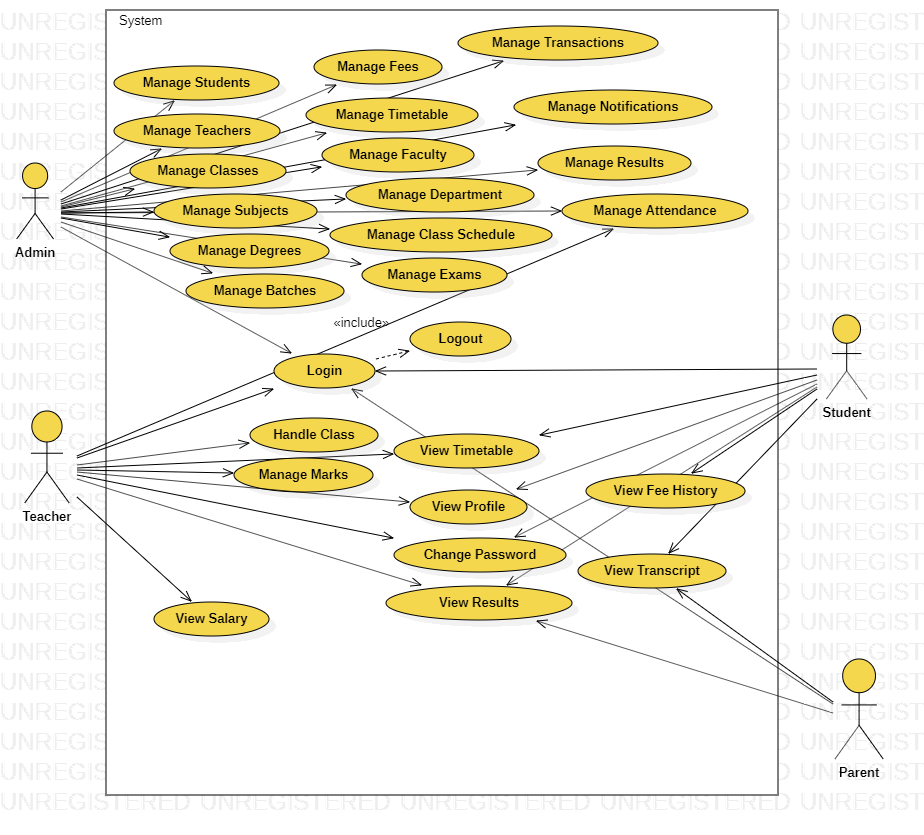 System
Manage Transactions
Manage Fees
Manage Students
Manage Notifications
Manage Timetable
Manage Teachers
Manage Faculty
Manage Results
Manage Classes
Manage Department
Manage Subjects
Manage Attendance
Manage Class Schedule
Admin
Manage Degrees
Manage Exams
Manage Batches
«include»
Logout
Login
Student
Handle Class
View Timetable
Manage Marks
View Fee History
View Profile
Teacher
Change Password
View Transcript
View Results
View Salary
Parent
UNREGISTERED UNREGISTERED UNREGISTERED UNREGISTERED UNREGIST